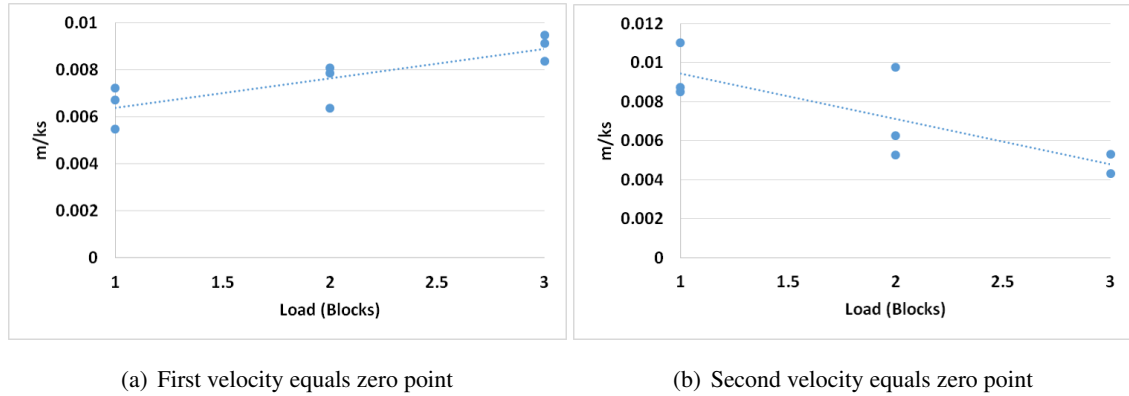 0.01
0.008
0.006
0.004
0.002
0
m/ks
1 1.5 2 2.5 3
Load (Blocks)
0.012
0.01
0.008
0.006
0.004
0.002
0
m/ks
1 1.5 2 2.5 3
Load (Blocks)
(a) First velocity equals zero point
(b) Second velocity equals zero point